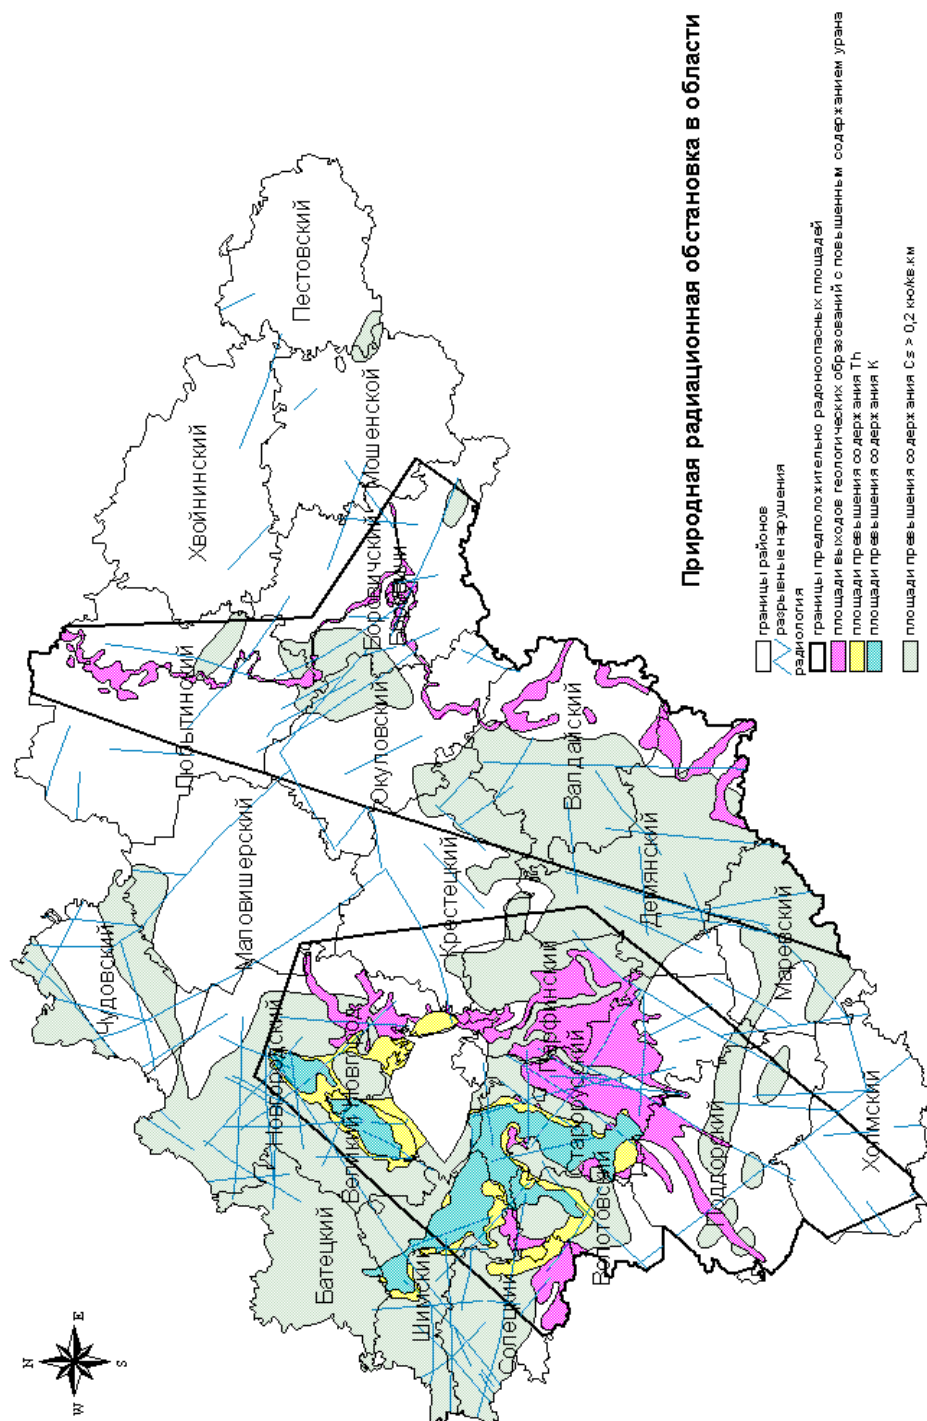 Природная радиационная обстановка в области
границы районов
разрывные нарушения
радиология
границы предположительно радоноопасных площадей
площади выходов геологических образований с повышенным содержанием урана
площади превышения содержания Th
площади превышения содержания K
площади превышения содержания Cs > 0,2 кю/кв.км
Пестовский
Хвойнинский
Мошенской
Боровичский
Любытинский
Окуловский
Валдайский
Маловишерский
Крестецкий
Демянский
Чудовский
Маревский
Новгородский
Великий Новгород
Парфинский
Батецкий
Поддорский
Холмский
Шимский
Солецкий
Волотовский
N
E
S
W